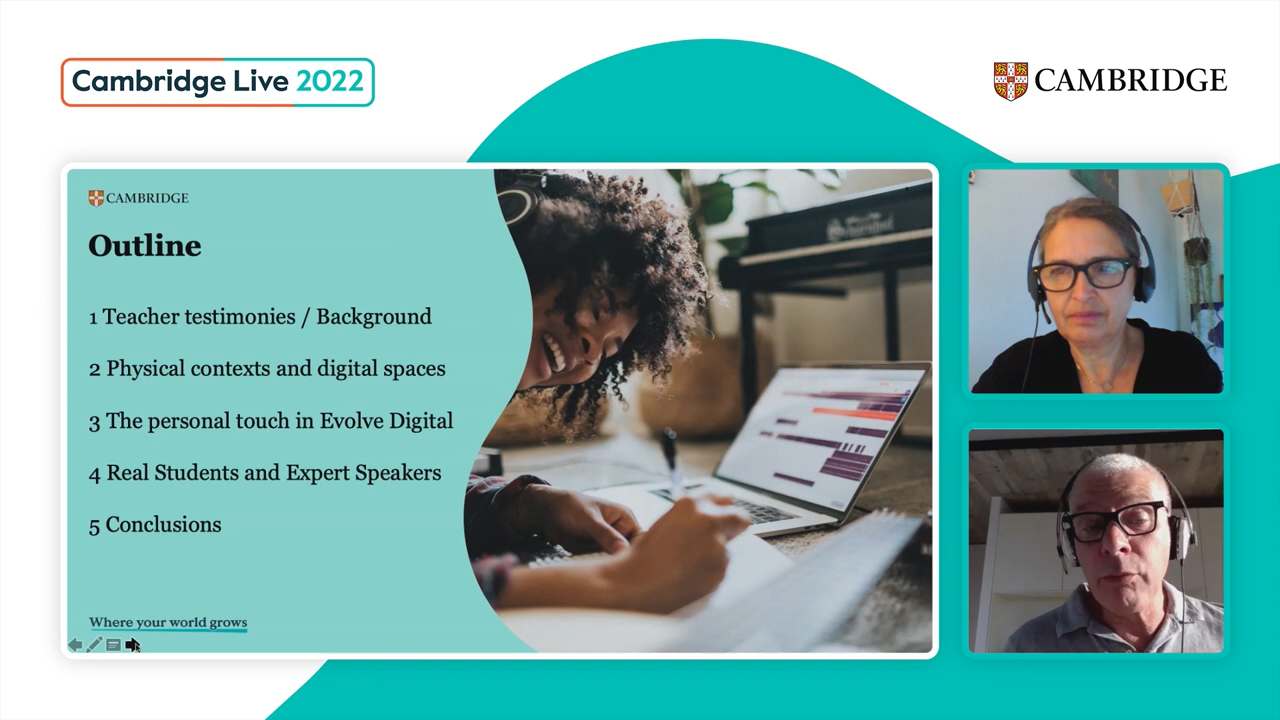 Cambridge Live 2022
CAMBRIDGE
CAMBRIDGE
Outline
1 Teacher testimonies / Background
2 Physical contexts and digital spaces
3 The personal touch in Evolve Digital
4 Real Students and Expert Speakers
5 Conclusions
Where your world grows